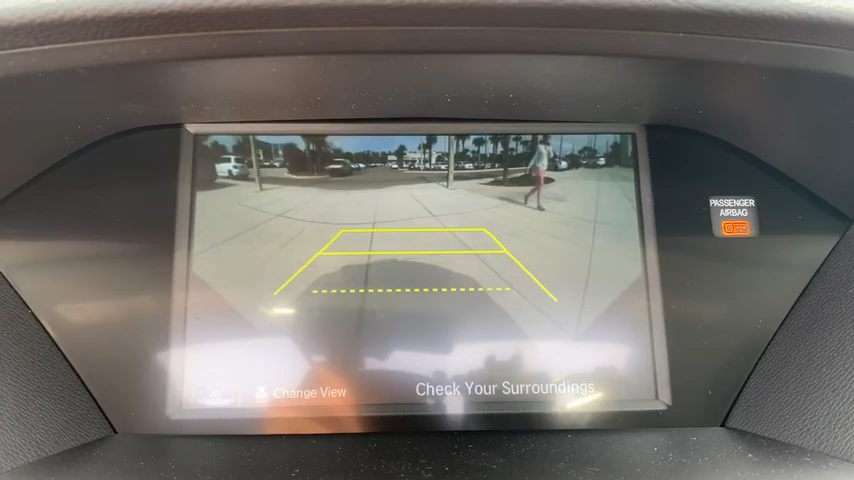 PASSENGER
AIRBAG
OFF
Change View
Check Your Surroundings